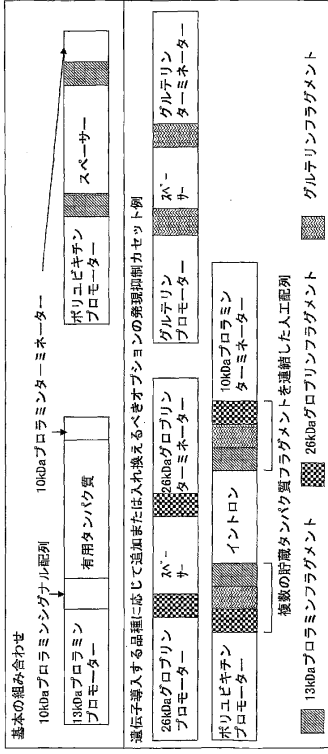 基本の組み合わせ
10kDaプロラミンシグナル配列
10kDaプロラミンターミネーター
13kDaプロラミン
プロモーター
有用タンパク質
ポリユビキチン
プロモーター
スペーサー
遺伝子導入する品種に応じて追加または入れ換えるべきオプションの発現抑制カセット例
26kDaグロブリン
プロモーター
スペー
サー
26kDaグロブリン
ターミネーター
グルテリン
プロモーター
スペー
サー
グルテリン
ターミネーター
ポリユビキチン
プロモーター
イントロン
10kDaプロラミン
ターミネーター
複数の貯蔵タンパク質フラグメントを連結した人工配列
13kDaプロラミンフラグメント
26kDaグロブリンフラグメント
グルテリンフラグメント